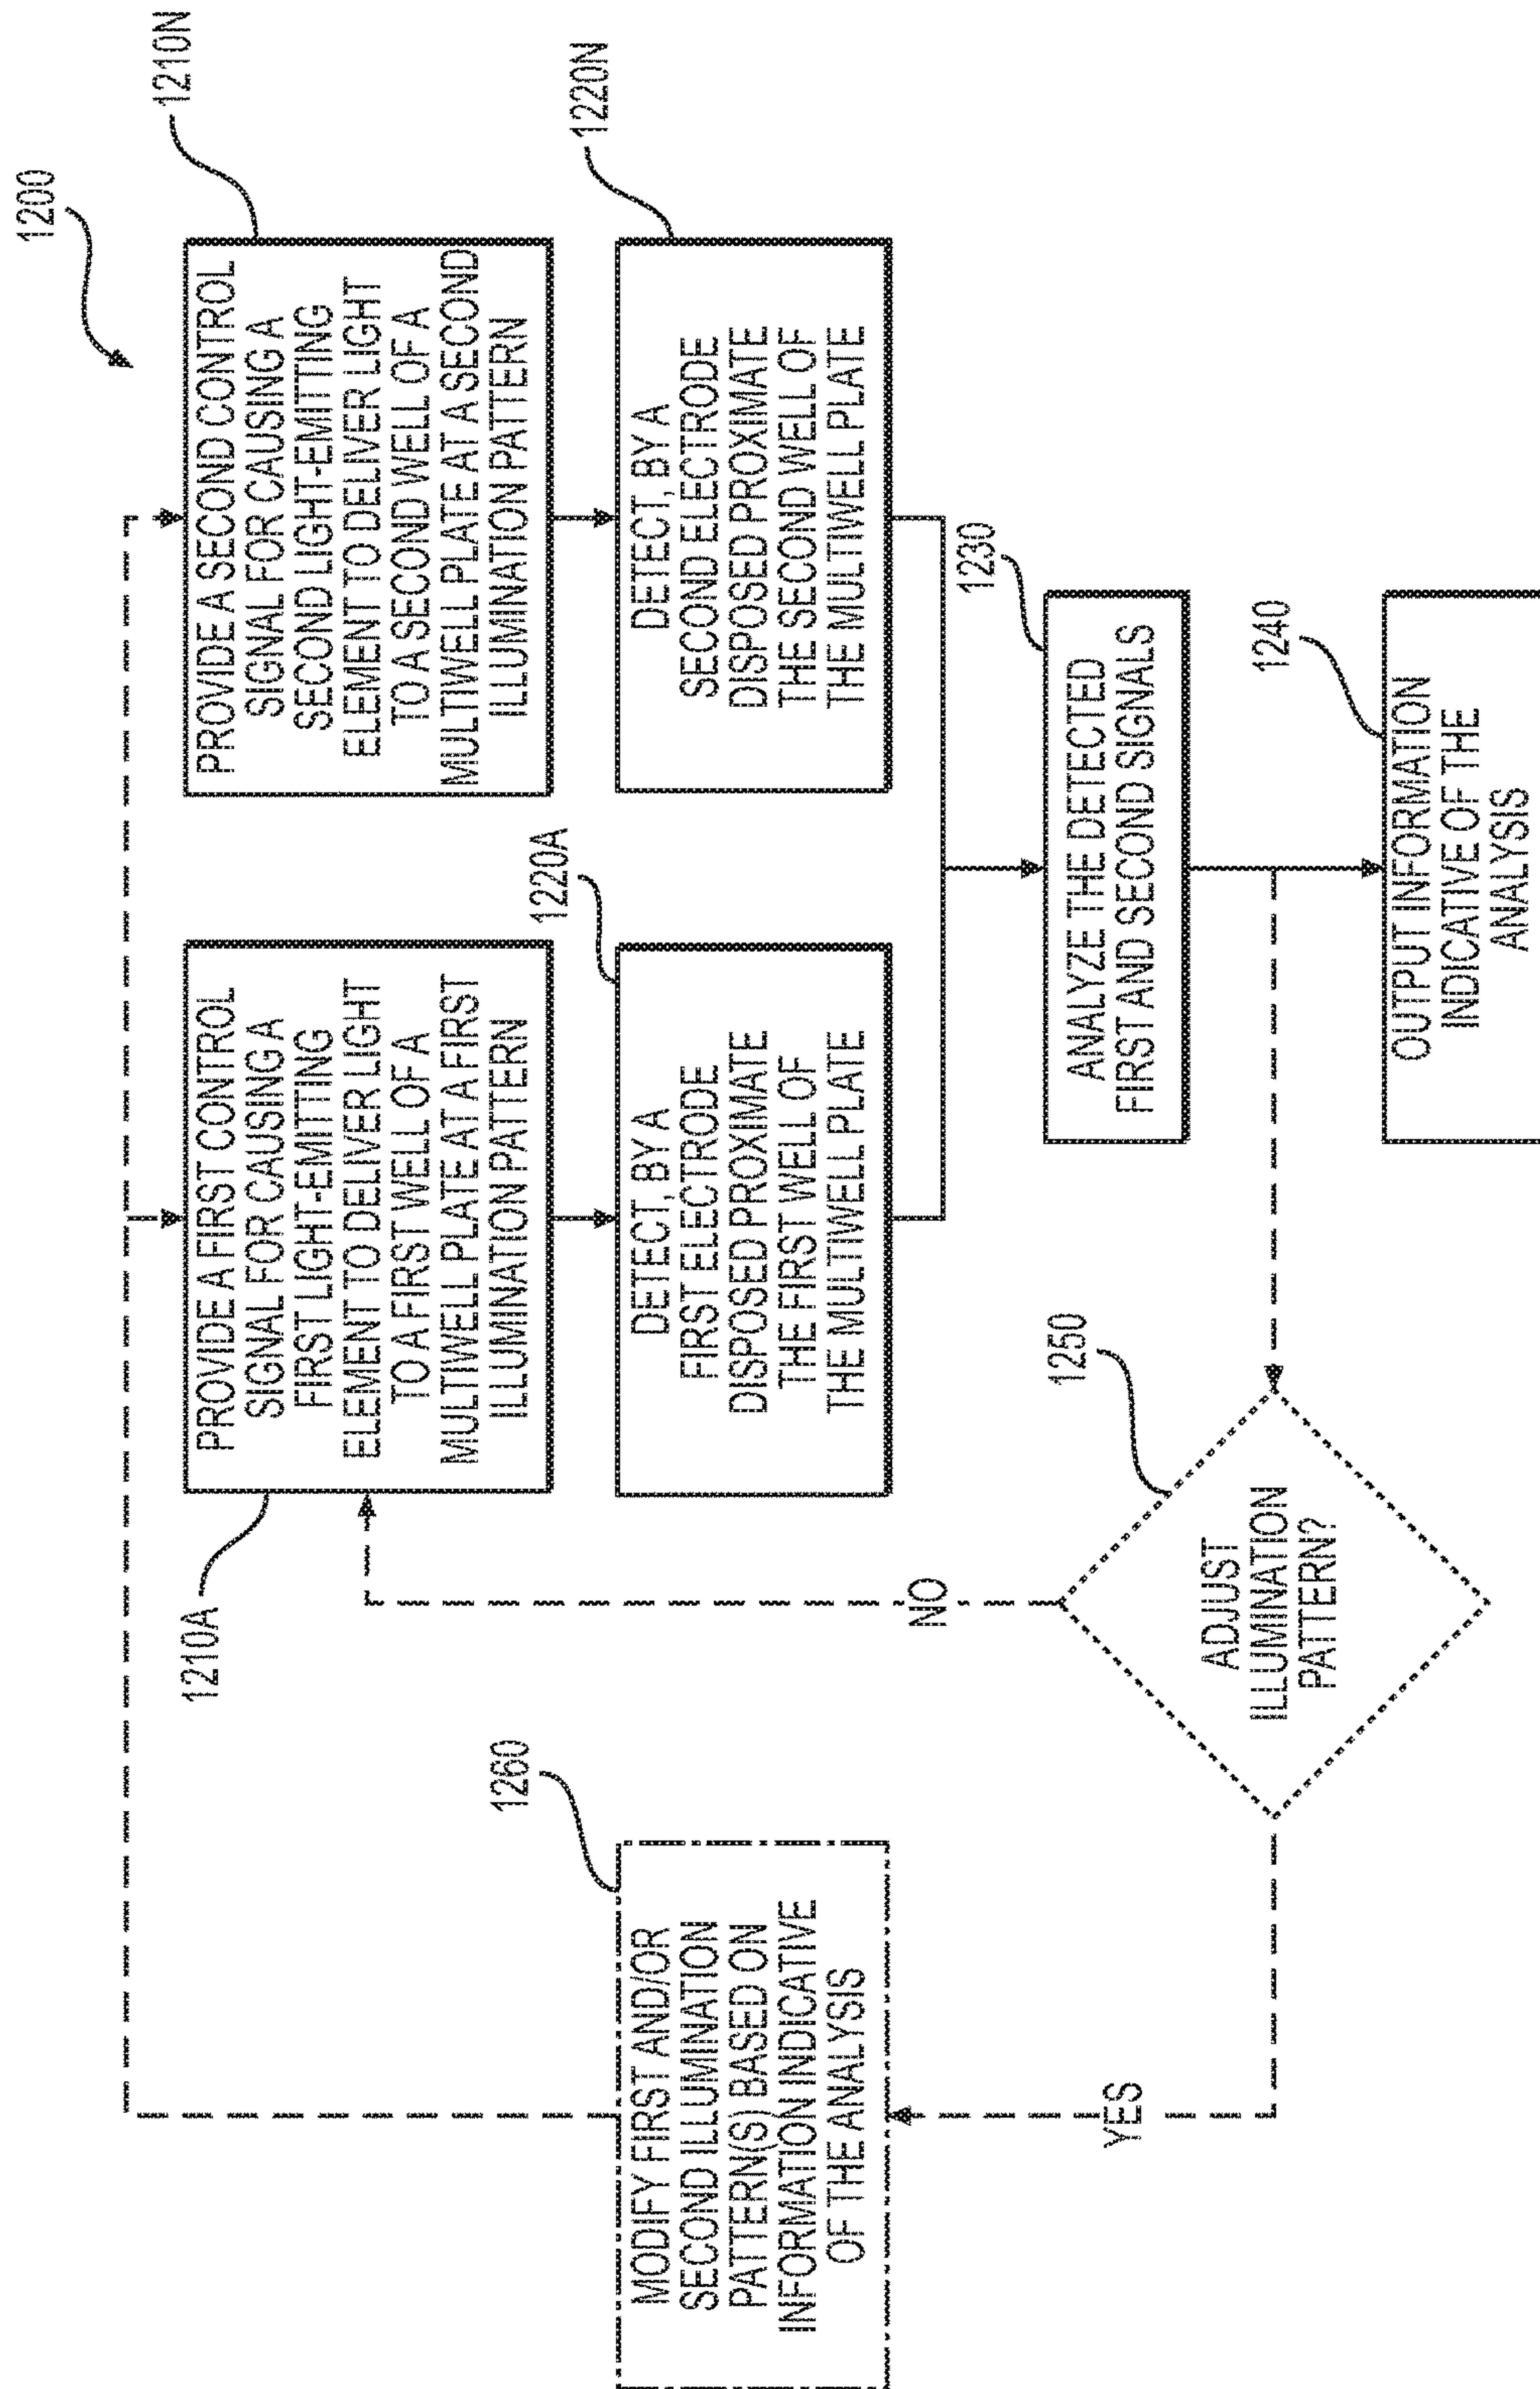 1200
1210A
PROVIDE A FIRST CONTROL
SIGNAL FOR CAUSING A
FIRST LIGHT-EMITTING
ELEMENT TO DELIVER LIGHT
TO A FIRST WELL OF A
MULTIWELL PLATE AT A FIRST
ILLUMINATION PATTERN
PROVIDE A SECOND CONTROL
SIGNAL FOR CAUSING A
SECOND LIGHT-EMITTING
ELEMENT TO DELIVER LIGHT
TO A SECOND WELL OF A
MULTIWELL PLATE AT A SECOND
ILLUMINATION PATTERN
1210N
1260
MODIFY FIRST AND/OR
SECOND ILLUMINATION
PATTERN(S) BASED ON
INFORMATION INDICATIVE
OF THE ANALYSIS
1220A
DETECT, BY A
FIRST ELECTRODE
DISPOSED PROXIMATE
THE FIRST WELL OF
THE MULTIWELL PLATE
1220N
DETECT, BY A
SECOND ELECTRODE
DISPOSED PROXIMATE
THE SECOND WELL OF
THE MULTIWELL PLATE
NO
YES
1250
ADJUST
ILLUMINATION
PATTERN?
1230
ANALYZE THE DETECTED
FIRST AND SECOND SIGNALS
1240
OUTPUT INFORMATION
INDICATIVE OF THE
ANALYSIS